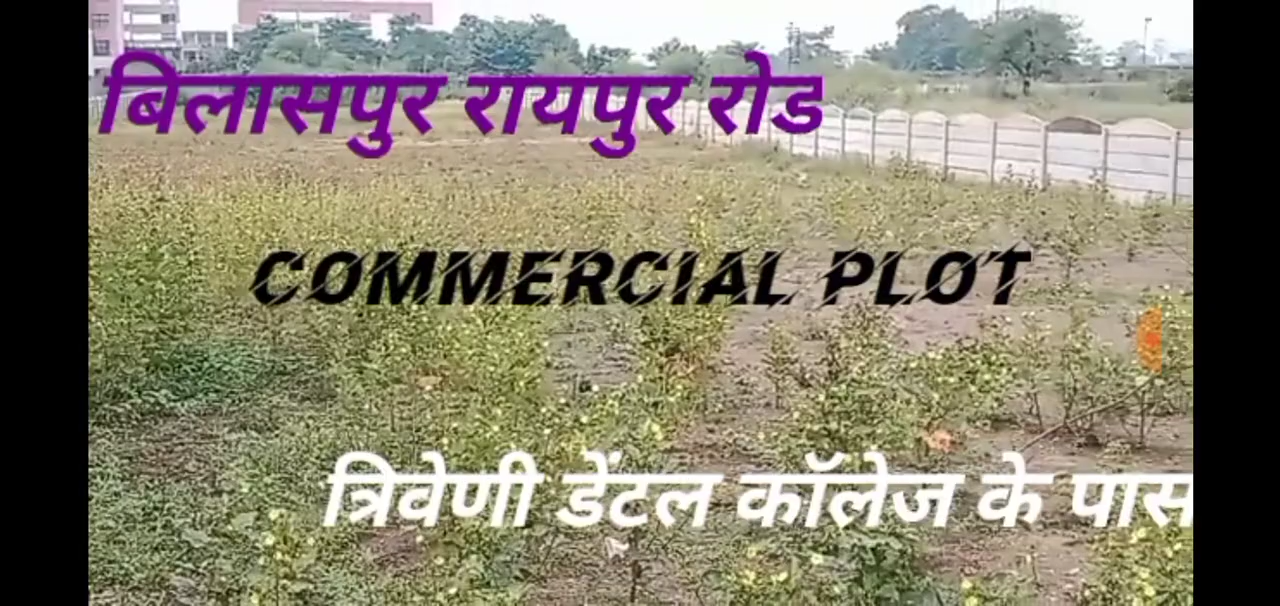 बिलासपुर रायपुर रोड
COMMERCIAL PLOT
त्रिवेणी डेंटल कॉलेज के पास